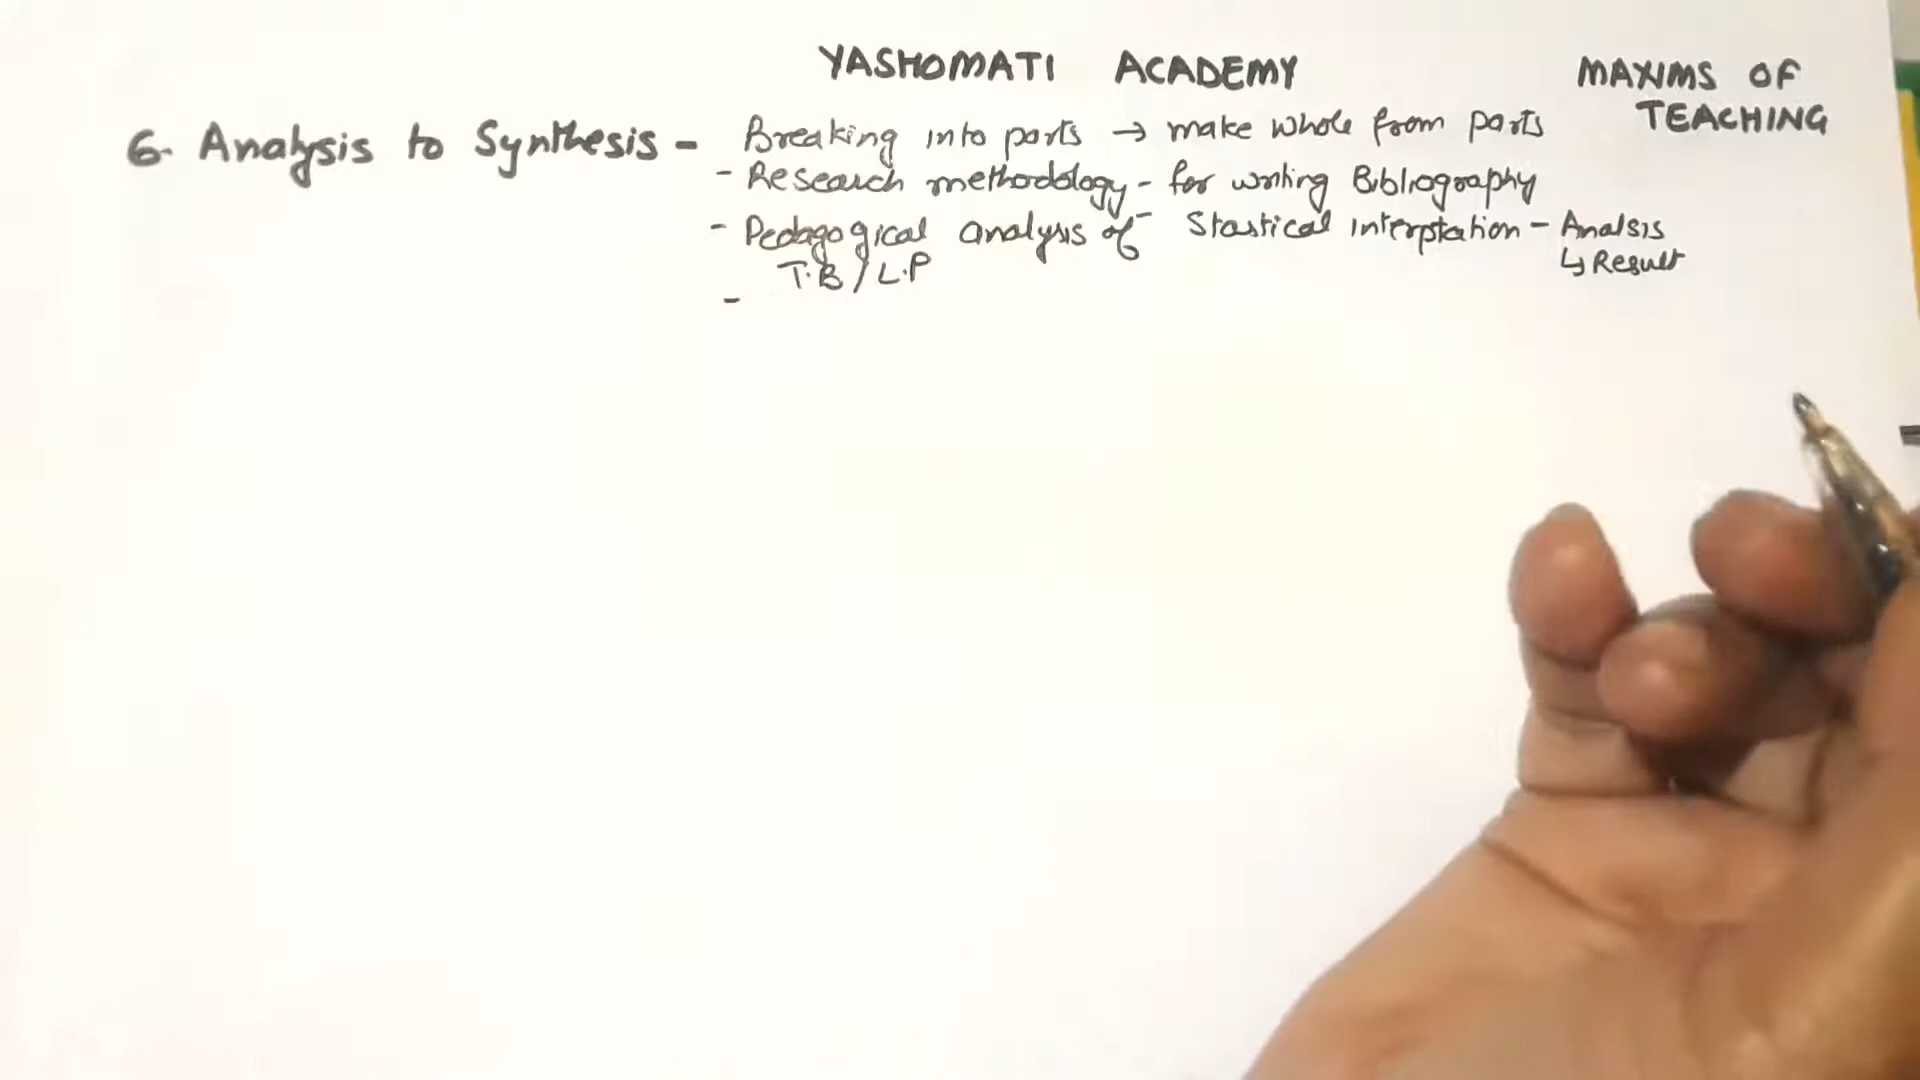 YASHOMATI ACADEMY
MAXIMS OF
TEACHING
6. Analysis to Synthesis - Breaking into parts → make whole from parts
- Research methodology - for writing Bibliography
- Pedagogical analysis of - Stastical Interptation - Analsis
T.B / L.P ↳ Result
-